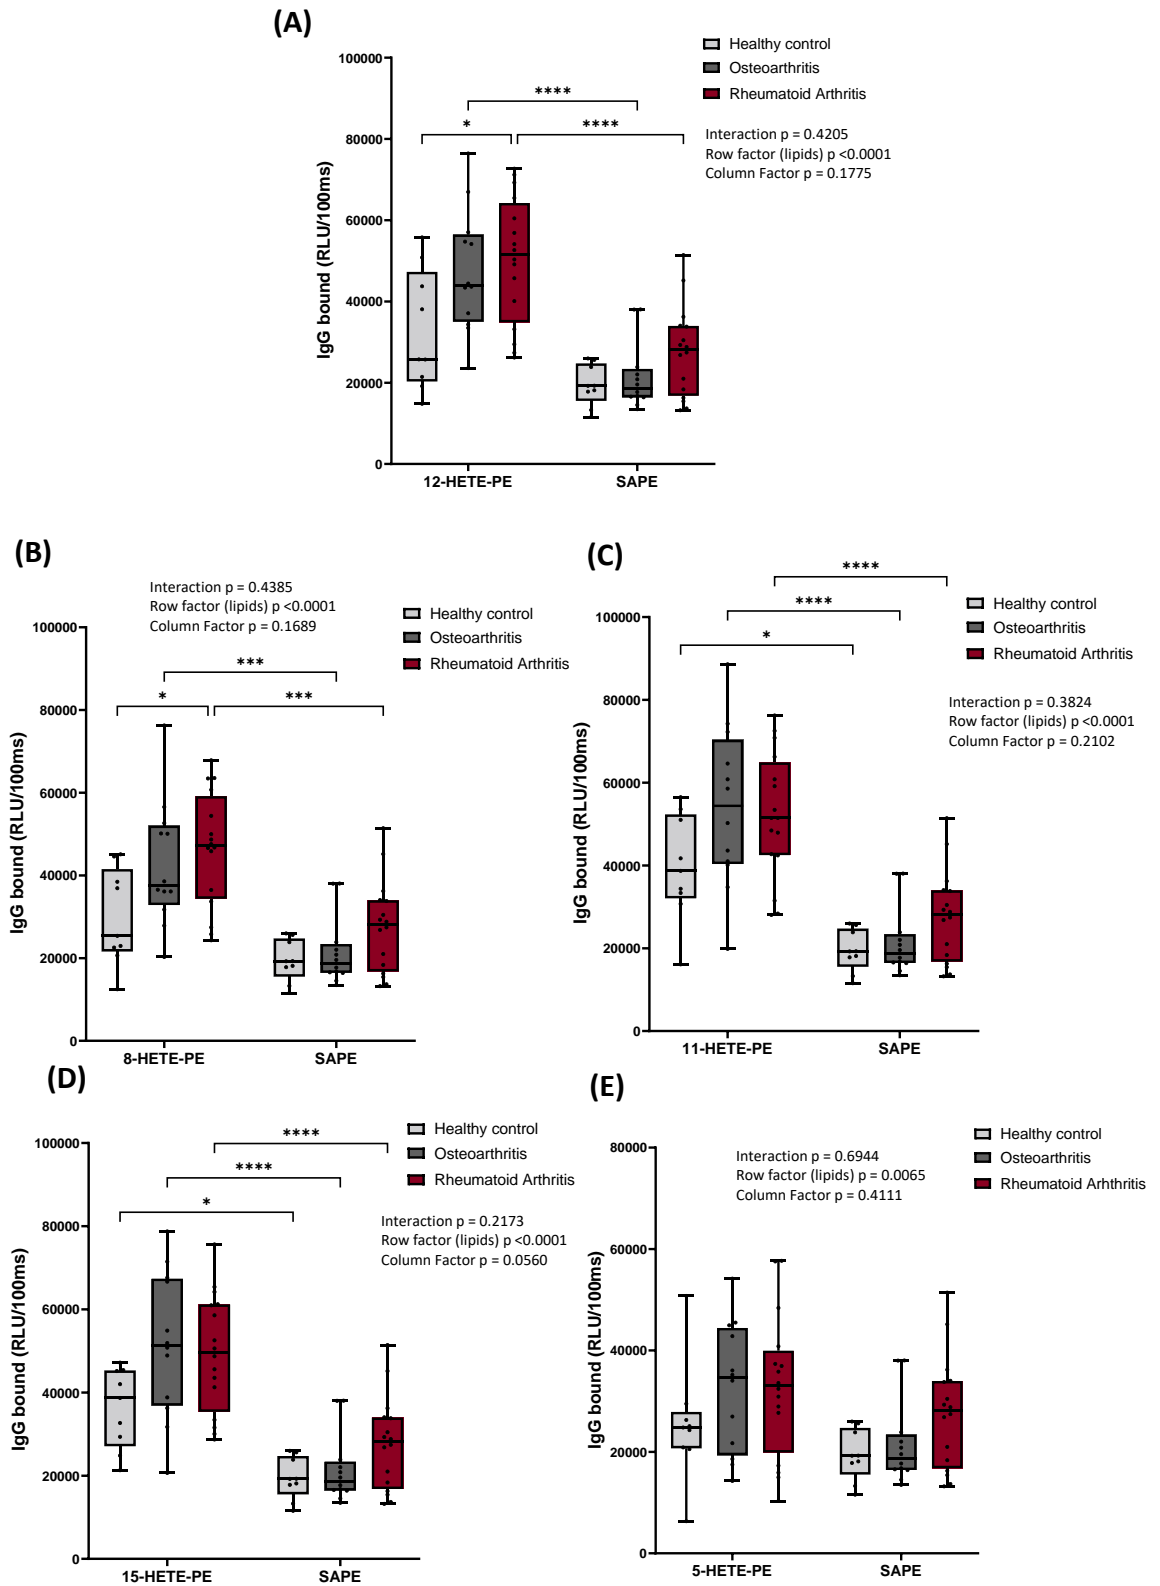 (A)
Healthy control
Osteoarthritis
Rheumatoid Arthritis
Interaction p = 0.4205
Row factor (lipids) p <0.0001
Column Factor p = 0.1775
****
*
****
IgG bound (RLU/100ms)
100000
80000
60000
40000
20000
0
12-HETE-PE
SAPE
(B)
Interaction p = 0.4385
Row factor (lipids) p <0.0001
Column Factor p = 0.1689
Healthy control
Osteoarthritis
Rheumatoid Arthritis
***
*
***
IgG bound (RLU/100ms)
100000
80000
60000
40000
20000
0
8-HETE-PE
SAPE
(C)
Healthy control
Osteoarthritis
Rheumatoid Arthritis
Interaction p = 0.3824
Row factor (lipids) p <0.0001
Column Factor p = 0.2102
****
****
*
IgG bound (RLU/100ms)
100000
80000
60000
40000
20000
0
11-HETE-PE
SAPE
(D)
Healthy control
Osteoarthritis
Rheumatoid Arthritis
Interaction p = 0.2173
Row factor (lipids) p <0.0001
Column Factor p = 0.0560
****
****
*
IgG bound (RLU/100ms)
100000
80000
60000
40000
20000
0
15-HETE-PE
SAPE
(E)
Healthy control
Osteoarthritis
Rheumatoid Arhthritis
Interaction p = 0.6944
Row factor (lipids) p = 0.0065
Column Factor p = 0.4111
IgG bound (RLU/100ms)
80000
60000
40000
20000
0
5-HETE-PE
SAPE